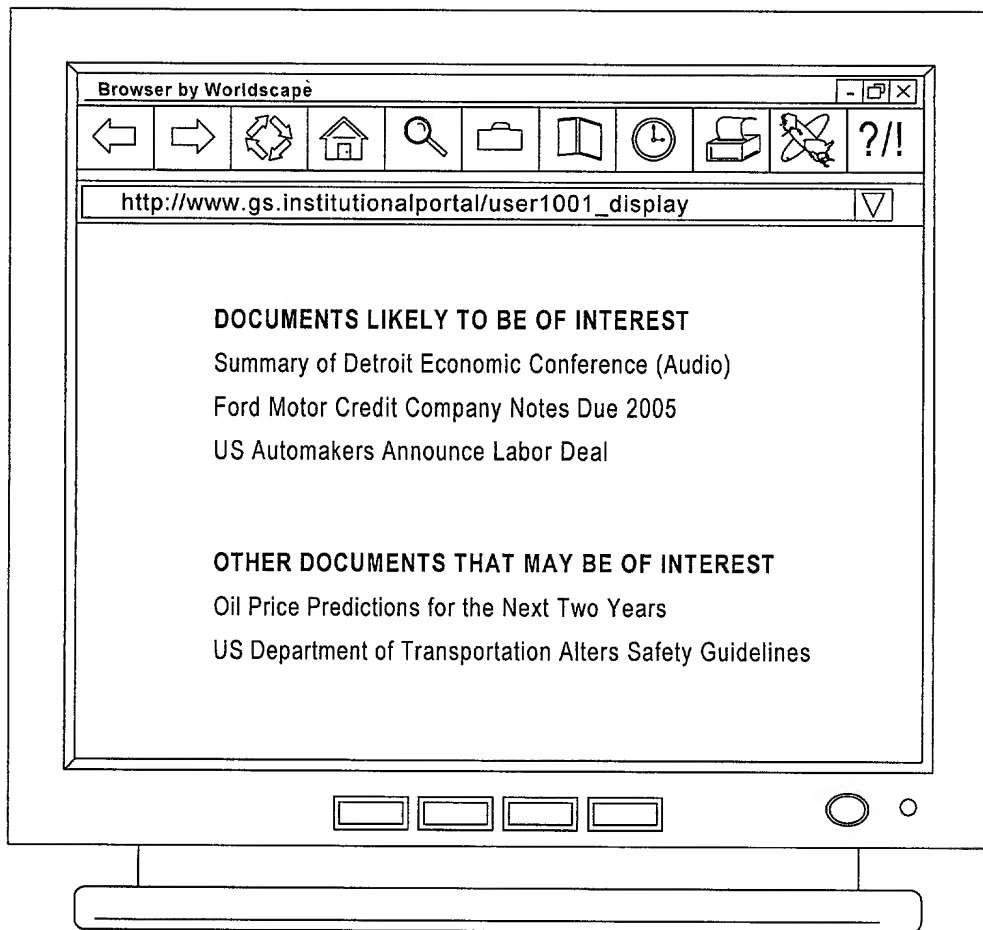 Browser by Worldscape
?/!
http://www.gs.institutionalportal/user1001_display
DOCUMENTS LIKELY TO BE OF INTEREST
Summary of Detroit Economic Conference (Audio)
Ford Motor Credit Company Notes Due 2005
US Automakers Announce Labor Deal
OTHER DOCUMENTS THAT MAY BE OF INTEREST
Oil Price Predictions for the Next Two Years
US Department of Transportation Alters Safety Guidelines